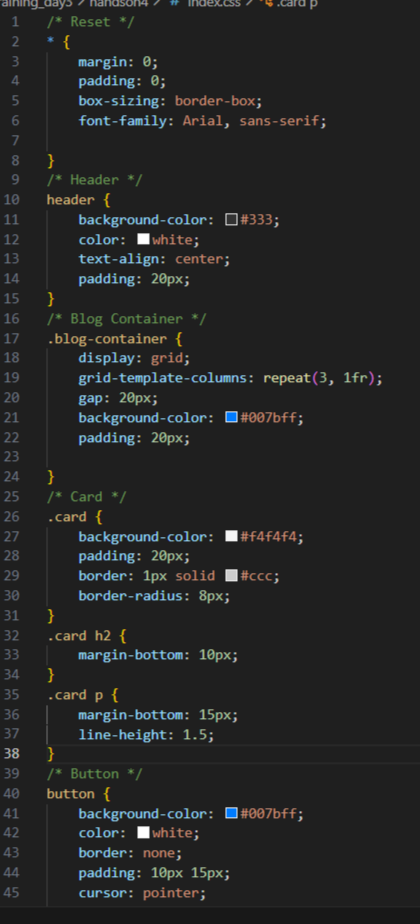 raining_day5 > handson4 > # index.css > .card p
1 /* Reset */
2 * {
3 margin: 0;
4 padding: 0;
5 box-sizing: border-box;
6 font-family: Arial, sans-serif;
7
8 }
9 /* Header */
10 header {
11 background-color: #333;
12 color: white;
13 text-align: center;
14 padding: 20px;
15 }
16 /* Blog Container */
17 .blog-container {
18 display: grid;
19 grid-template-columns: repeat(3, 1fr);
20 gap: 20px;
21 background-color: #007bff;
22 padding: 20px;
23
24 }
25 /* Card */
26 .card {
27 background-color: #f4f4f4;
28 padding: 20px;
29 border: 1px solid #ccc;
30 border-radius: 8px;
31 }
32 .card h2 {
33 margin-bottom: 10px;
34 }
35 .card p {
36 margin-bottom: 15px;
37 line-height: 1.5;
38 }
39 /* Button */
40 button {
41 background-color: #007bff;
42 color: white;
43 border: none;
44 padding: 10px 15px;
45 cursor: pointer;